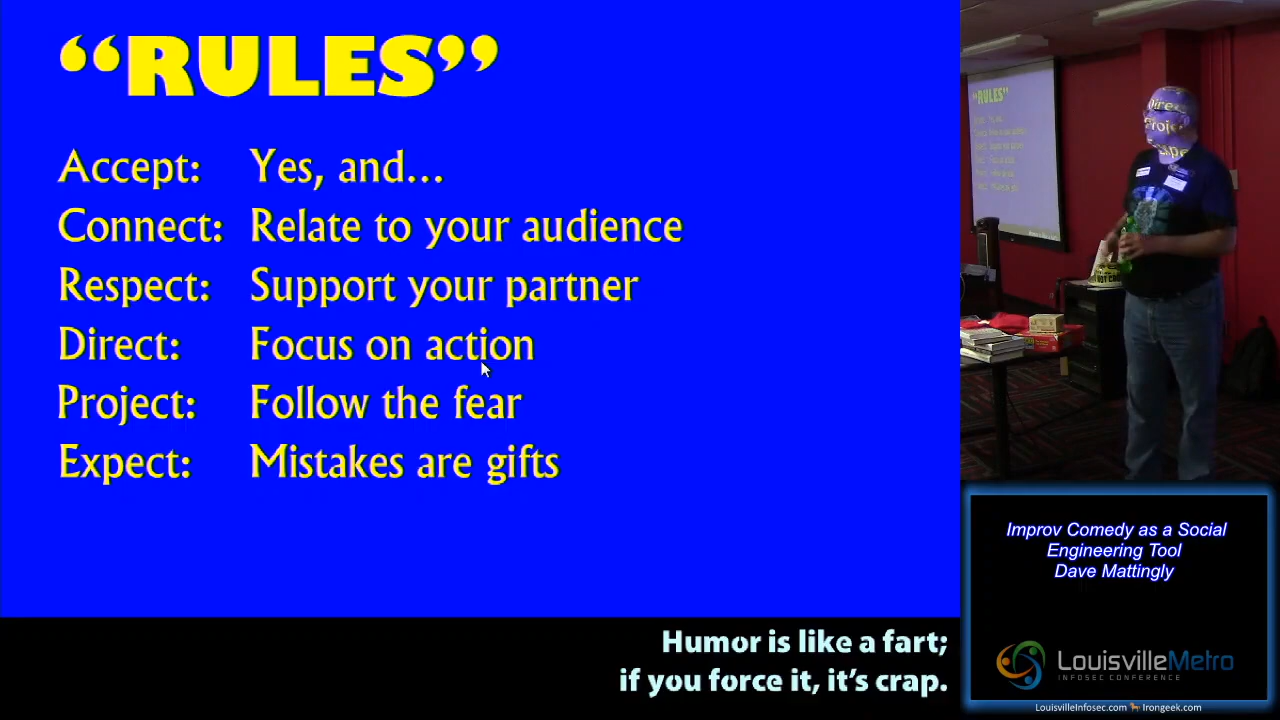 “RULES”
Accept: Yes, and...
Connect: Relate to your audience
Respect: Support your partner
Direct: Focus on action
Project: Follow the fear
Expect: Mistakes are gifts
Humor is like a fart;
if you force it, it’s crap.
“RULES”
Direct
Improv Comedy as a Social
Engineering Tool
Dave Mattingly
LouisvilleMetro
INFOSEC CONFERENCE
LouisvilleInfosec.com Irongeek.com